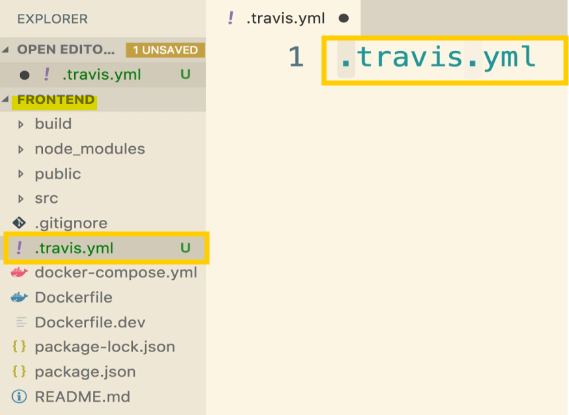 EXPLORER
OPEN EDITO... 1 UNSAVED
.travis.yml U
FRONTEND
build
node_modules
public
src
.gitignore
.travis.yml U
docker-compose.yml
Dockerfile
Dockerfile.dev
package-lock.json
package.json
README.md
.travis.yml
1 .travis.yml